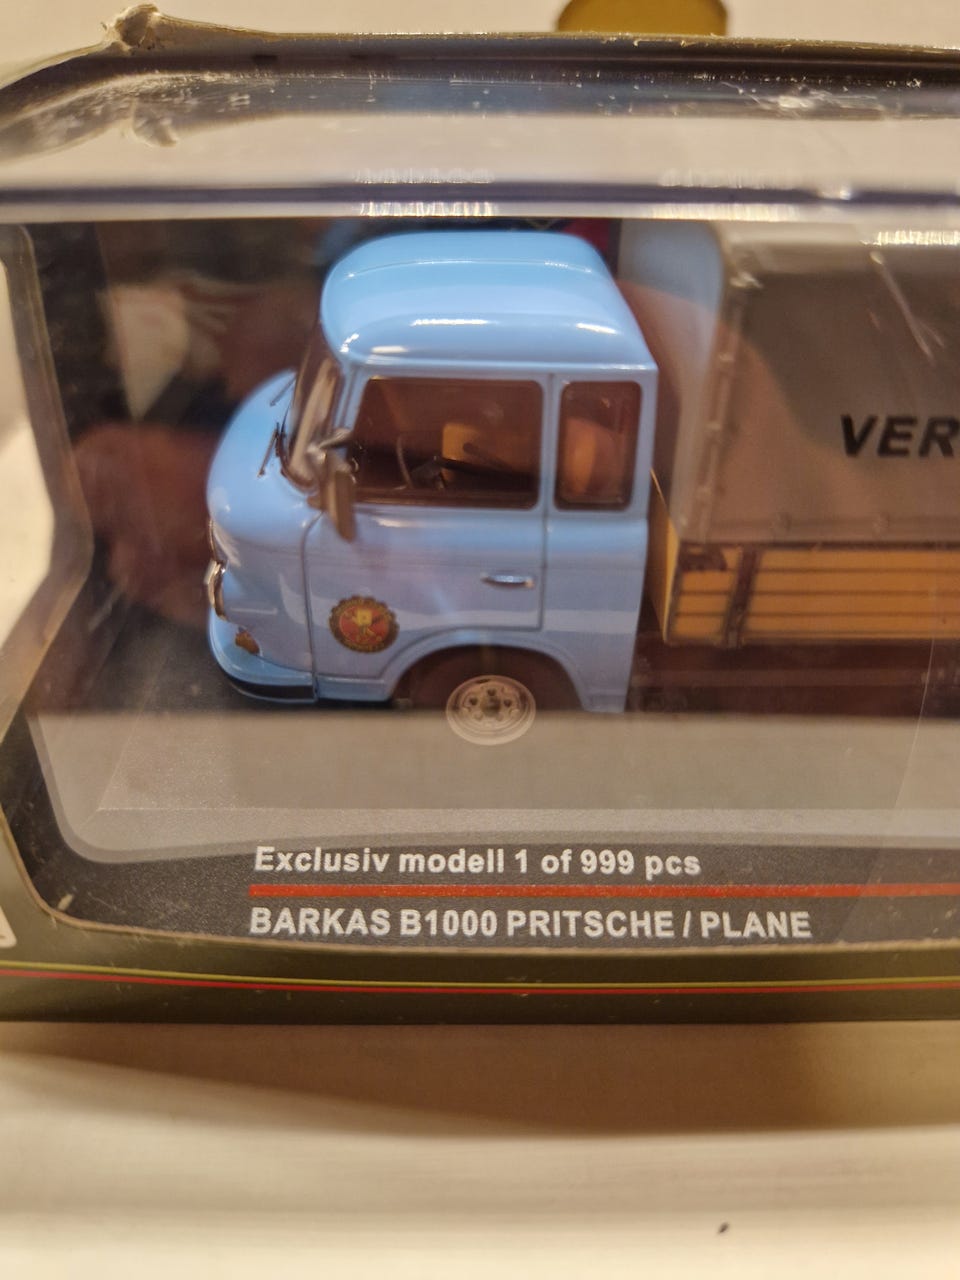 VER
Exclusiv modell 1 of 999 pcs
BARKAS B1000 PRITSCHE / PLANE